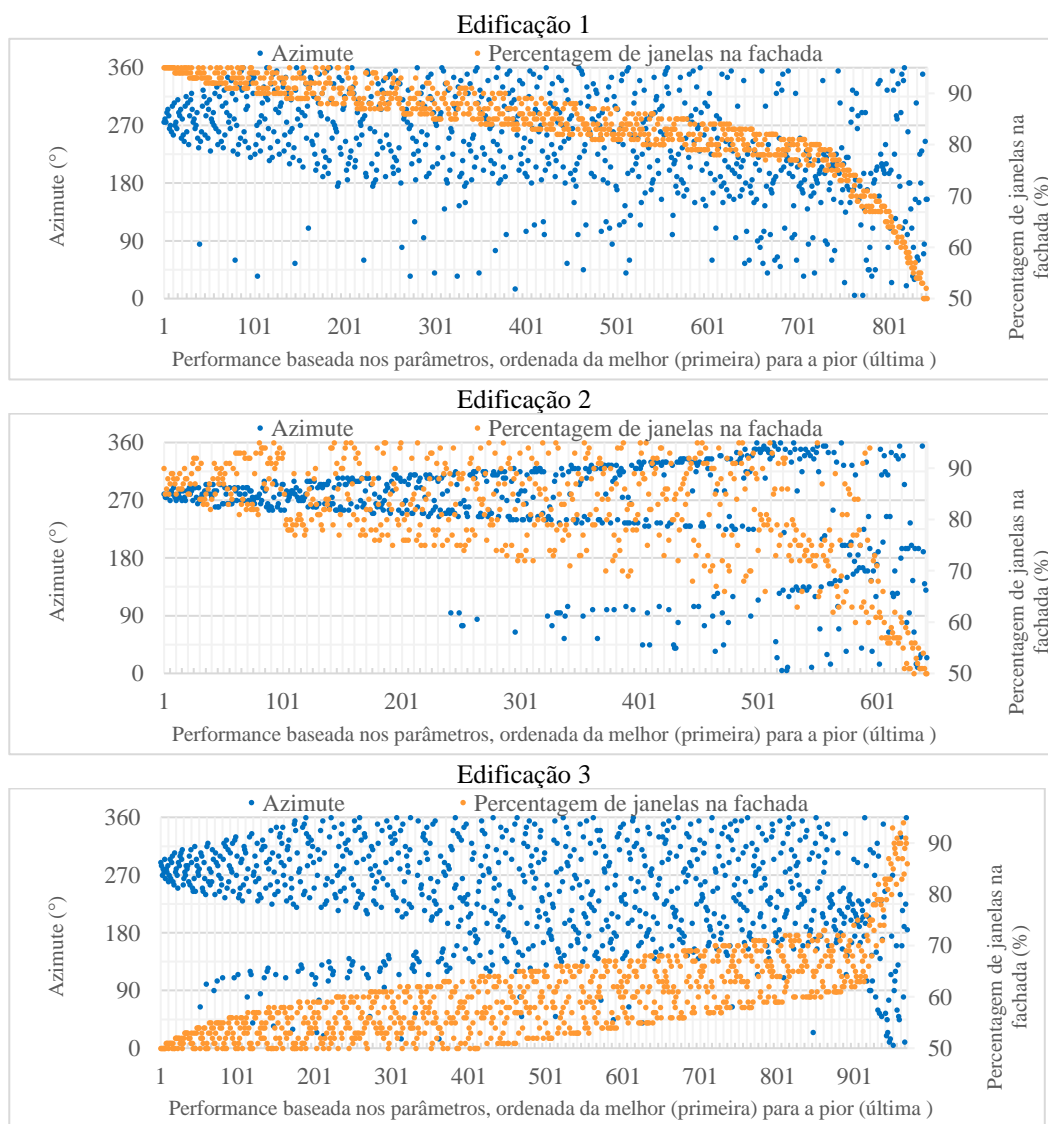 Edificação 1
Azimute Percentagem de janelas na fachada
Azimute (°)
360
270
180
90
0
Percentagem de janelas na
fachada (%)
90
80
70
60
50
1 101 201 301 401 501 601 701 801
Performance baseada nos parâmetros, ordenada da melhor (primeira) para a pior (última )
Edificação 2
Azimute Percentagem de janelas na fachada
Azimute (°)
360
270
180
90
0
Percentagem de janelas na
fachada (%)
90
80
70
60
50
1 101 201 301 401 501 601
Performance baseada nos parâmetros, ordenada da melhor (primeira) para a pior (última )
Edificação 3
Azimute Percentagem de janelas na fachada
Azimute (°)
360
270
180
90
0
Percentagem de janelas na
fachada (%)
90
80
70
60
50
1 101 201 301 401 501 601 701 801 901
Performance baseada nos parâmetros, ordenada da melhor (primeira) para a pior (última )